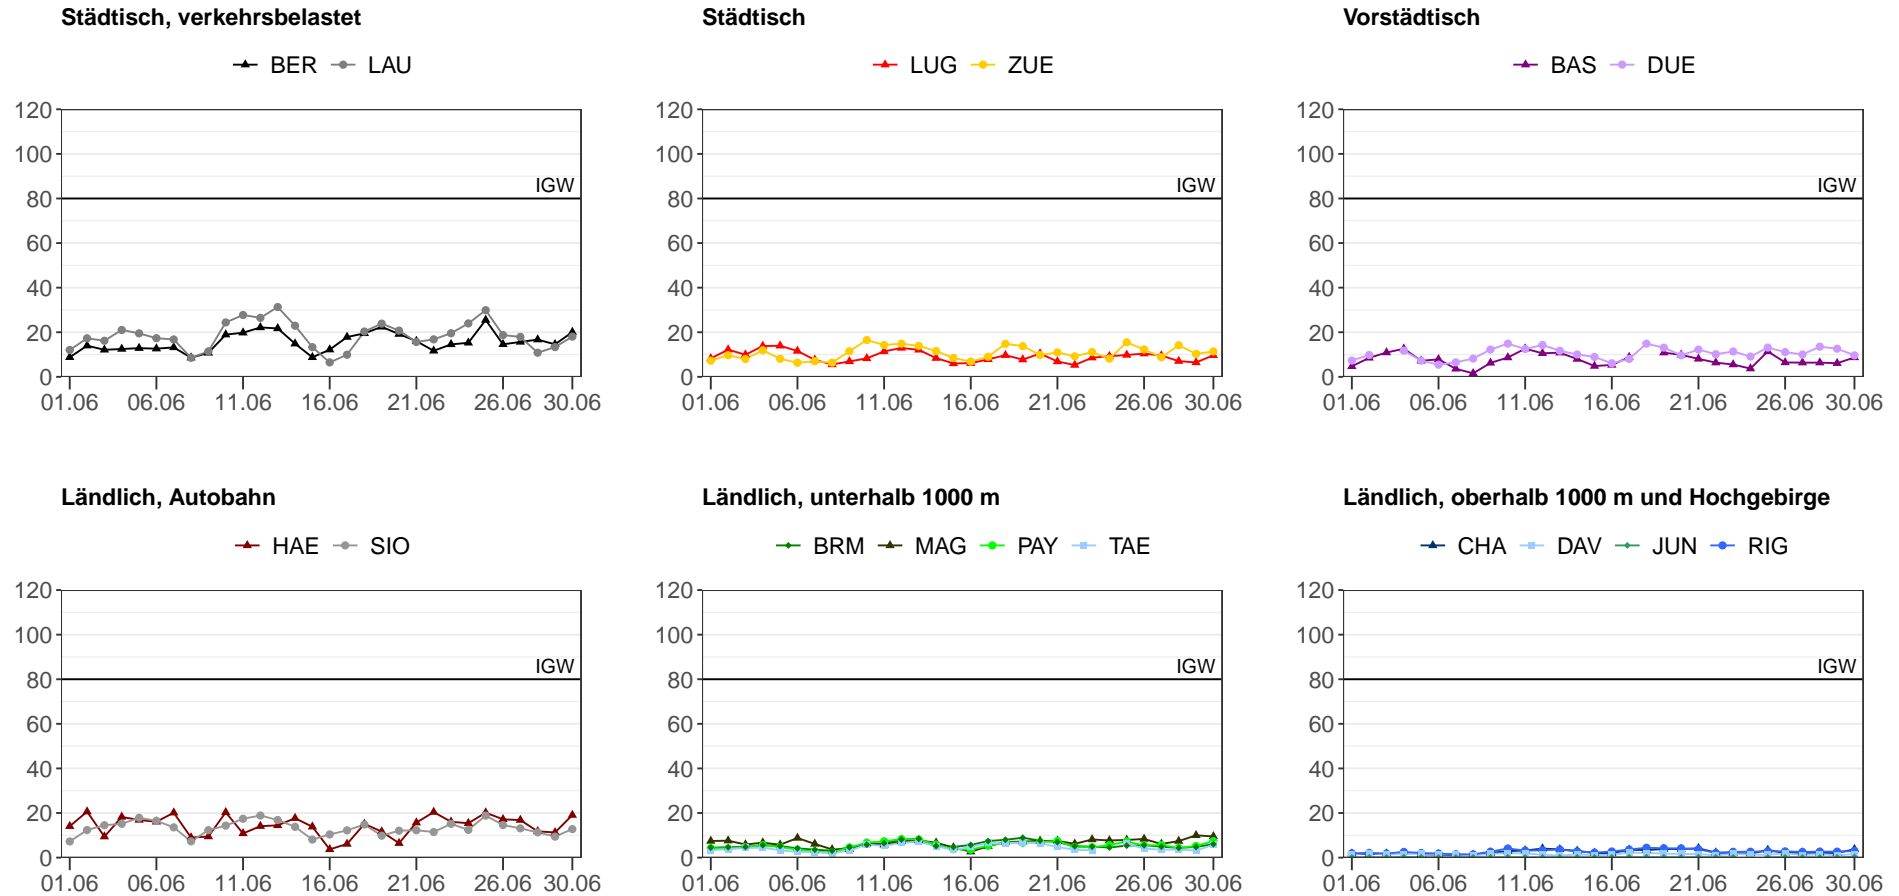 Städtisch, verkehrsbelastet
BER LAU
120
100
80
60
40
20
0
IGW
01.06 06.06 11.06 16.06 21.06 26.06 30.06
Städtisch
LUG ZUE
120
100
80
60
40
20
0
IGW
01.06 06.06 11.06 16.06 21.06 26.06 30.06
Vorstädtisch
BAS DUE
120
100
80
60
40
20
0
IGW
01.06 06.06 11.06 16.06 21.06 26.06 30.06
Ländlich, Autobahn
HAE SIO
120
100
80
60
40
20
0
IGW
01.06 06.06 11.06 16.06 21.06 26.06 30.06
Ländlich, unterhalb 1000 m
BRM MAG PAY TAE
120
100
80
60
40
20
0
IGW
01.06 06.06 11.06 16.06 21.06 26.06 30.06
Ländlich, oberhalb 1000 m und Hochgebirge
CHA DAV JUN RIG
120
100
80
60
40
20
0
IGW
01.06 06.06 11.06 16.06 21.06 26.06 30.06